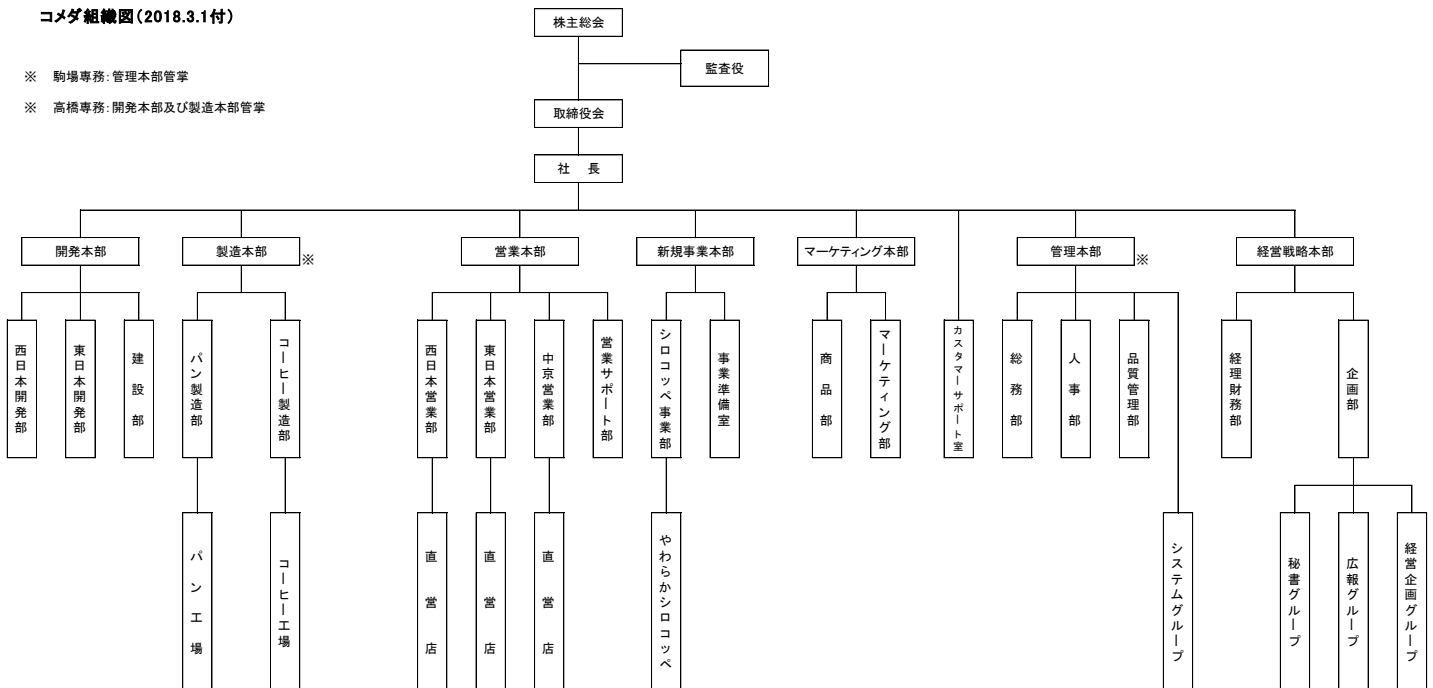 コメダ組織図(2018.3.1付)
※ 駒場専務:管理本部管掌
※ 高橋専務:開発本部及び製造本部管掌
株主総会
監査役
取締役会
社 長
開発本部
製造本部
※
営業本部
新規事業本部
マーケティング本部
管理本部
※
経営戦略本部
西日本開発部
東日本開発部
建設部
パン製造部
コーヒー製造部
西日本営業部
東日本営業部
中京営業部
営業サポート部
シロコッペ事業部
事業準備室
商品部
マーケティング部
カスタマーサポート室
総務部
人事部
品質管理部
経理財務部
企画部
パン工場
コーヒー工場
直営店
直営店
直営店
やわらかシロコッペ
システムグループ
秘書グループ
広報グループ
経営企画グループ